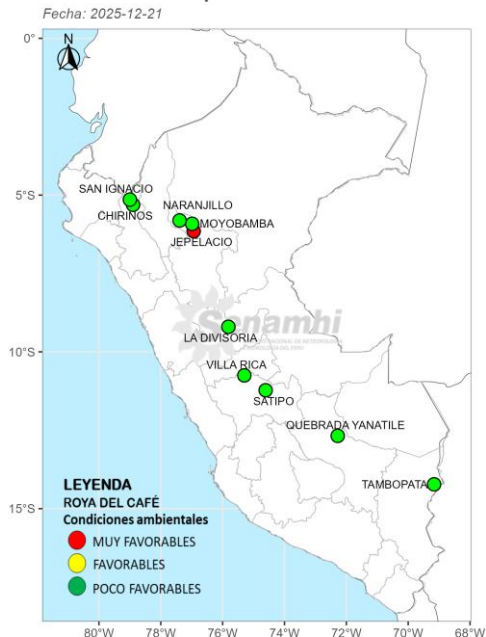 Fecha: 2025-12-21
N
0°
SAN IGNACIO
NARANJILLO
5°S
CHIRINOS
MOYOBAMBA
JEPELACIO
Senamhi
LA DIVISORIA
10°S
VILLA RICA
SATIPO
QUEBRADA YANATILE
TAMBOPATA
LEYENDA
ROYA DEL CAFÉ
15°S
Condiciones ambientales
MUY FAVORABLES
FAVORABLES
POCO FAVORABLES
80°W 78°W 76°W 74°W 72°W 70°W 68°W